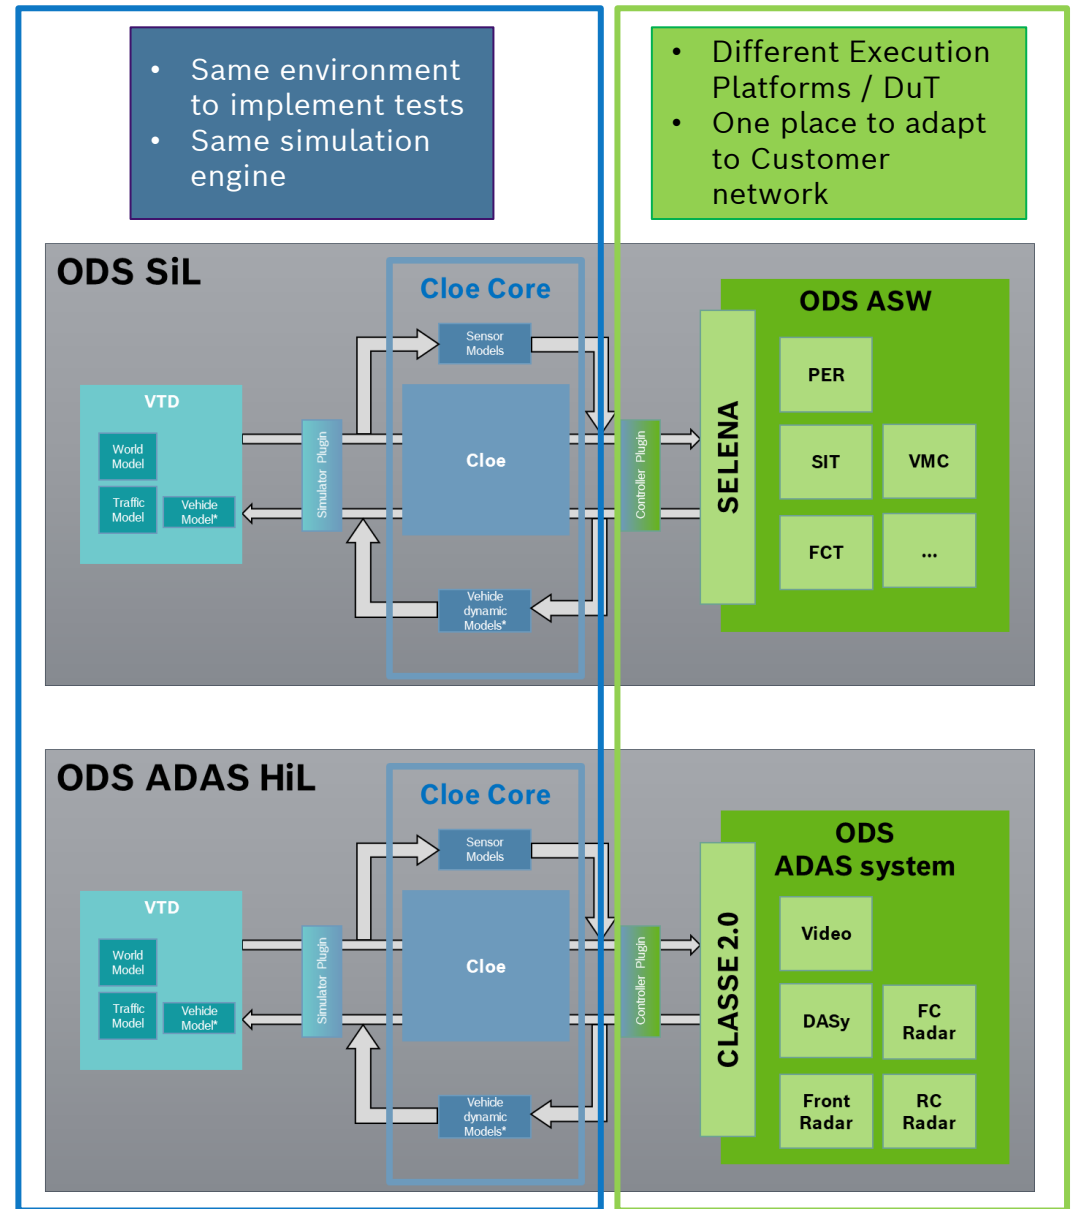 • Same environment
to implement tests
• Same simulation
engine
• Different Execution
Platforms / DuT
• One place to adapt
to Customer
network
ODS SiL
Cloe Core
Sensor
Models
VTD
World
Model
Traffic
Model
Vehide
Model*
Simulator Plugin
Cloe
Vehide
dynamic
Models*
Controller Plugin
SELENA
ODS ASW
PER
SIT
VMC
FCT
...
ODS ADAS HiL
Cloe Core
Sensor
Models
VTD
World
Model
Traffic
Model
Vehide
Model*
Simulator Plugin
Cloe
Vehide
dynamic
Models*
Controller Plugin
CLASSE 2.0
ODS
ADAS system
Video
DASy
FC
Radar
Front
Radar
RC
Radar